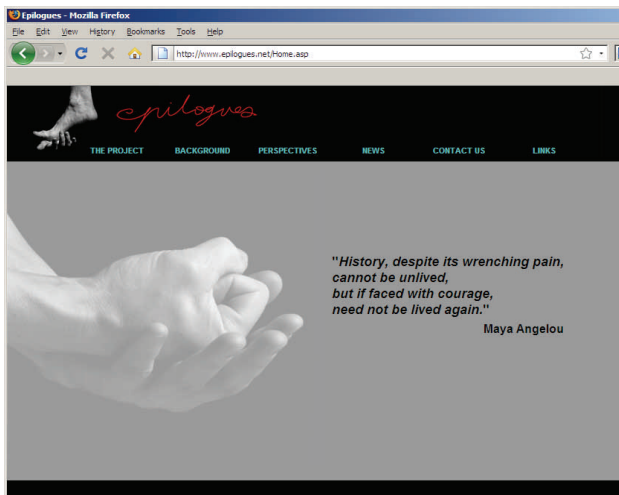 Epilogues - Mozilla Firefox
File Edit View History Bookmarks Tools Help
http://www.epilogues.net/Home.asp
epilogues
THE PROJECT BACKGROUND PERSPECTIVES NEWS CONTACT US LINKS
"History, despite its wrenching pain,
cannot be unlived,
but if faced with courage,
need not be lived again."
Maya Angelou